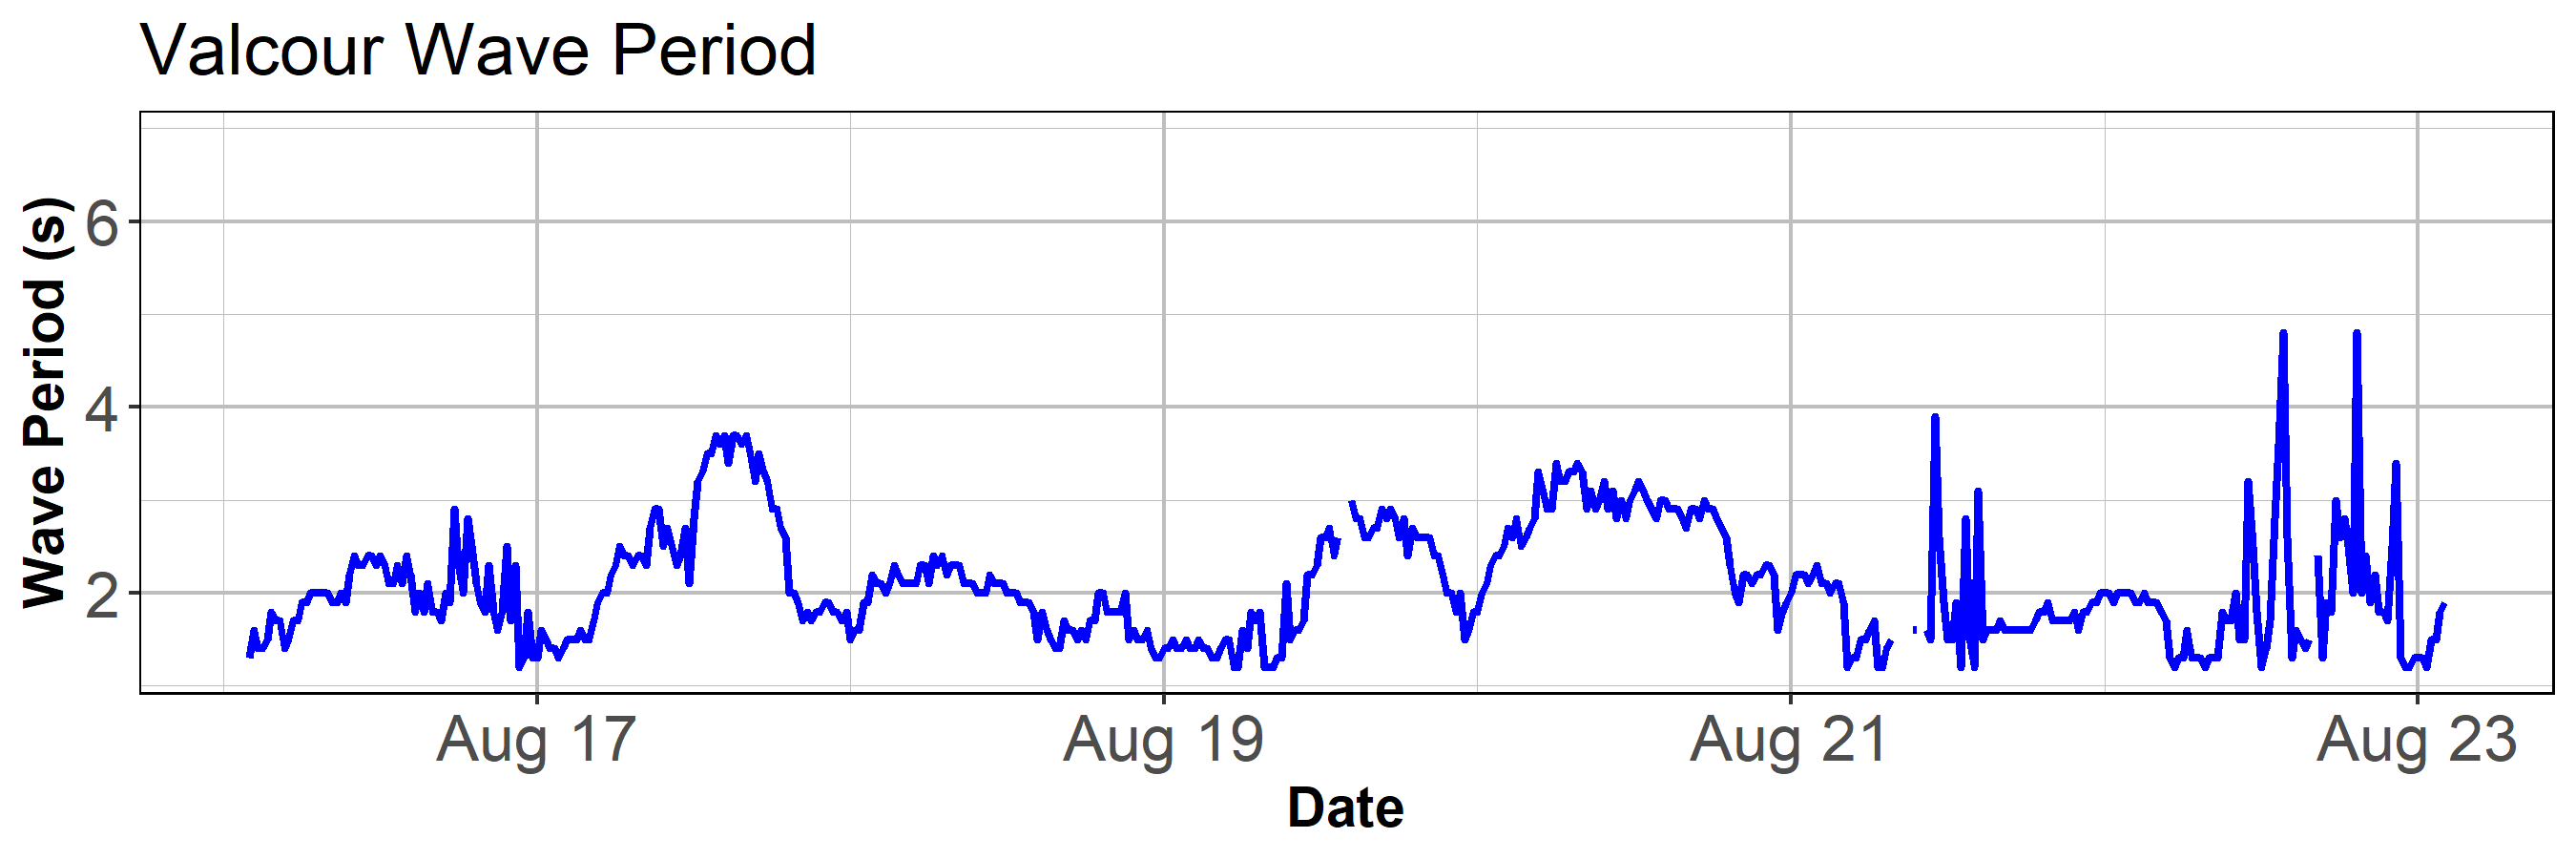 Valcour Wave Period
Wave Period (s)
6
4
2
Aug 17
Aug 19
Aug 21
Aug 23
Date